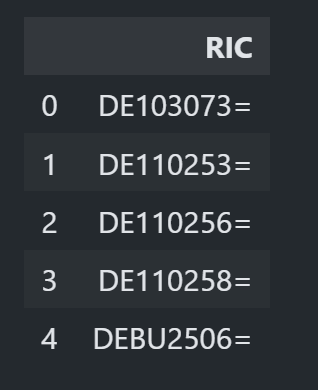 RIC
0 DE103073=
1 DE110253=
2 DE110256=
3 DE110258=
4 DEBU2506=